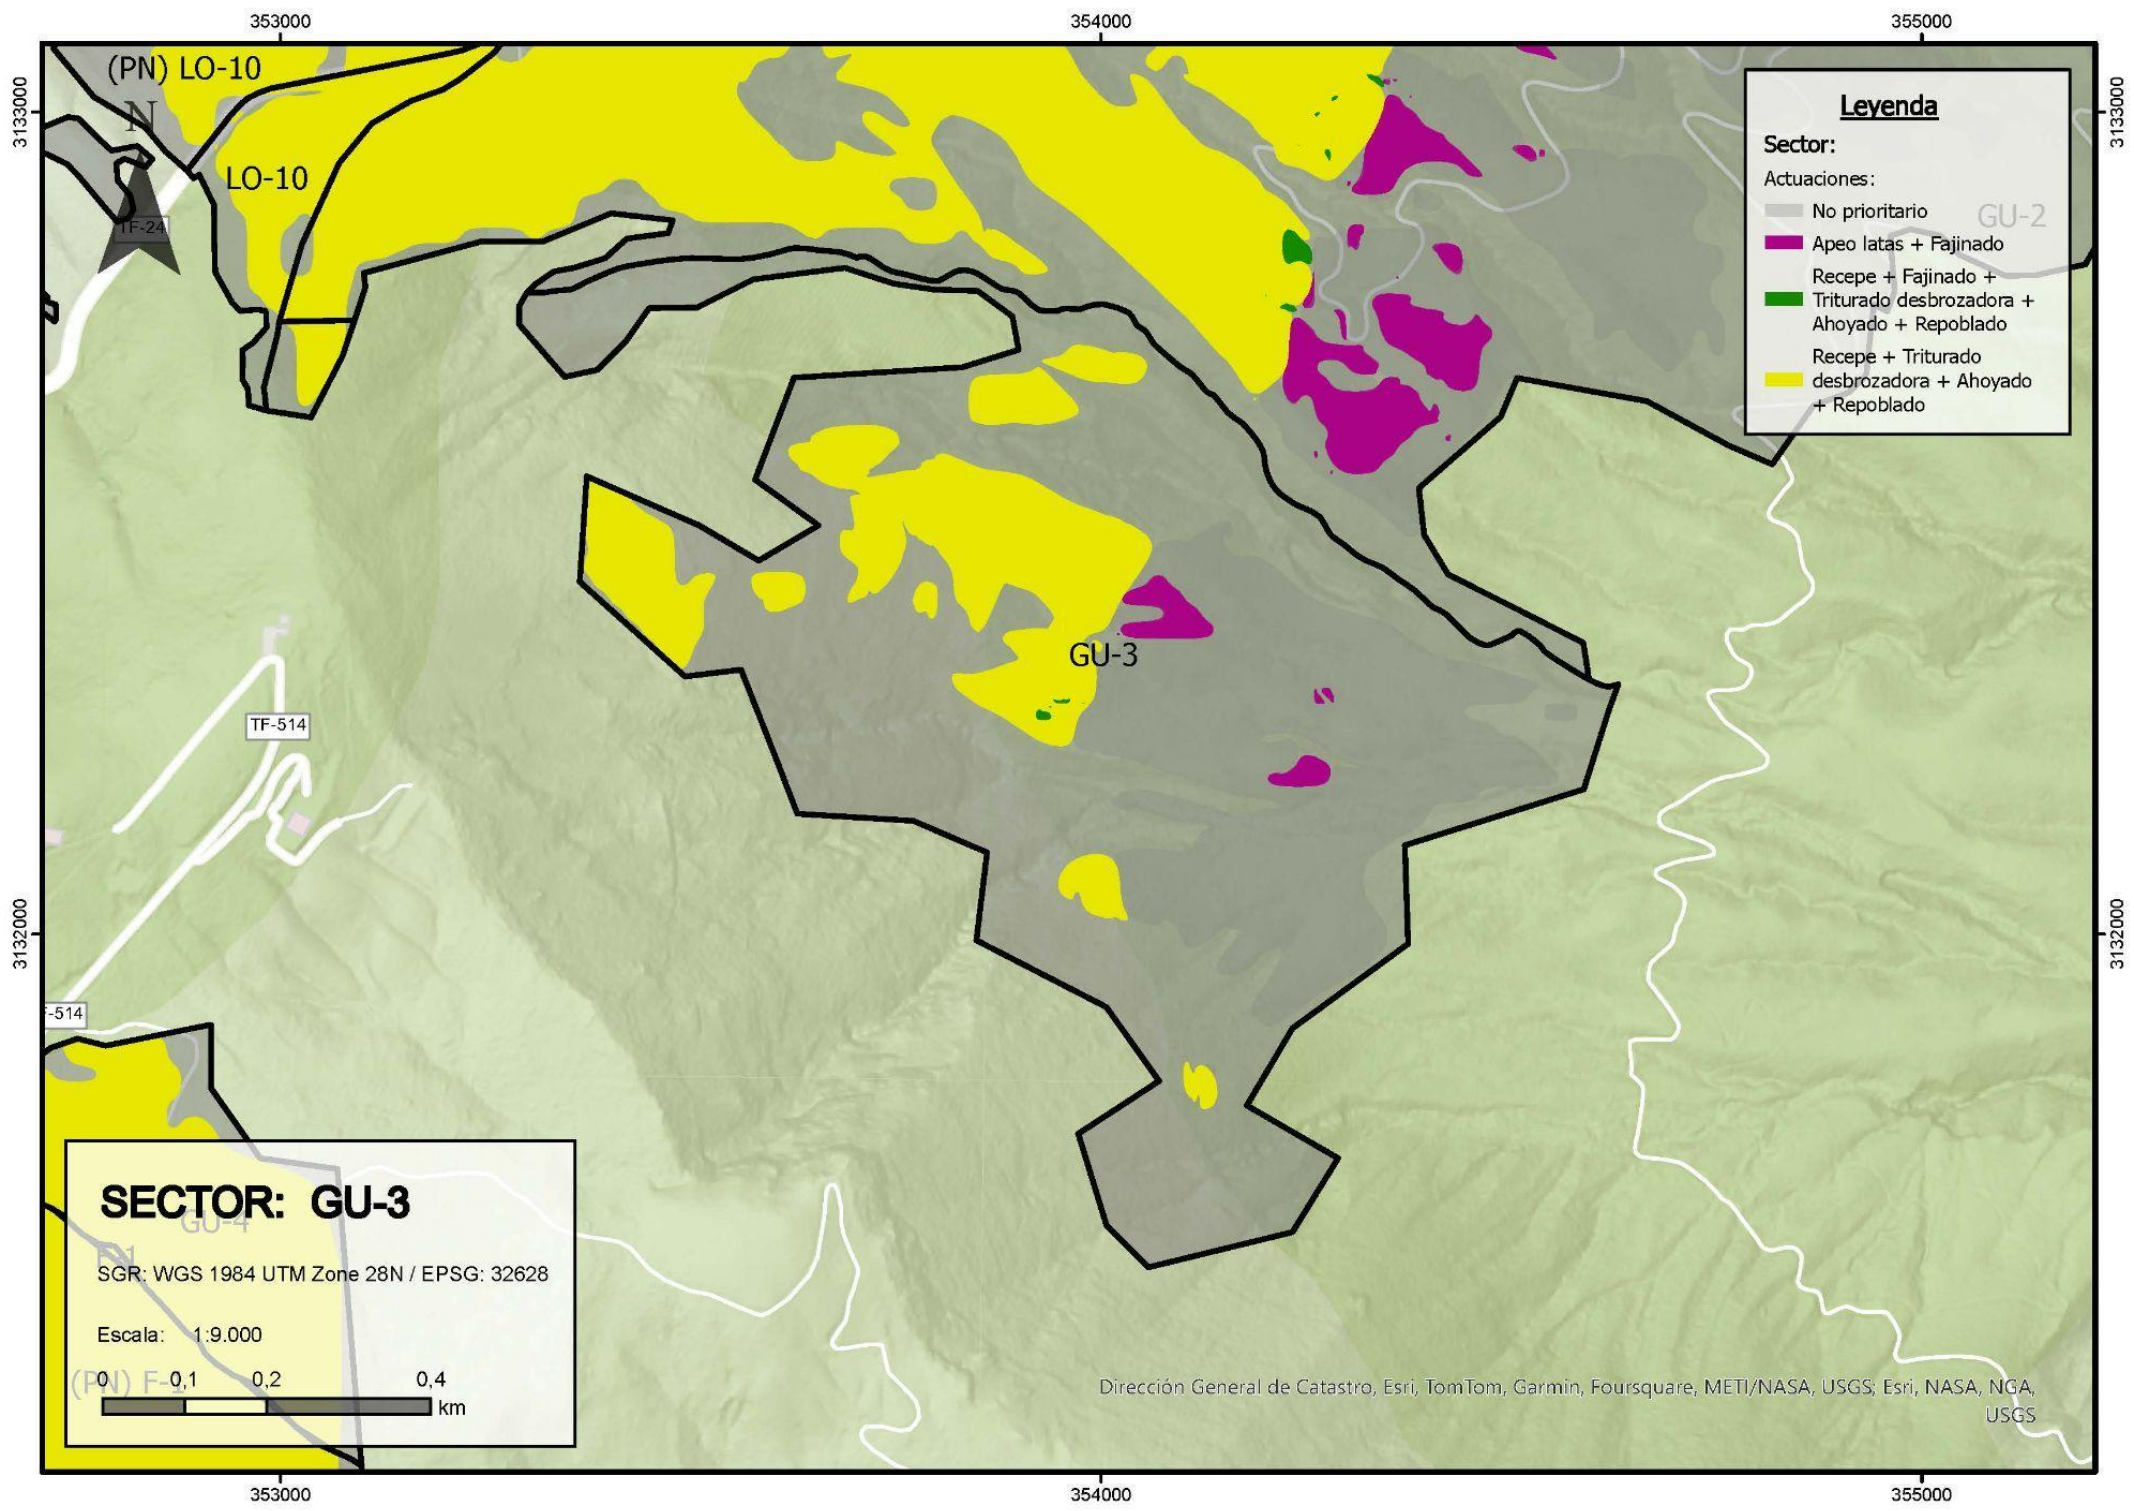 353000
354000
355000
3133000
3133000
(PN) LO-10
N
LO-10
TF-24
Leyenda
Sector:
Actuaciones:
No prioritario
GU-2
Apeo latas + Fajinado
Recepe + Fajinado +
Triturado desbrozadora +
Ahoyado + Repoblado
Recepe + Triturado
desbrozadora + Ahoyado
+ Repoblado
GU-3
TF-514
3132000
3132000
F-514
SECTOR: GU-3
GU-4
F-1
SGR: WGS 1984 UTM Zone 28N / EPSG: 32628
Escala: 1:9.000
(PN) F-1
0 0,1 0,2 0,4
km
Dirección General de Catastro, Esri, TomTom, Garmin, Foursquare, METI/NASA, USGS; Esri, NASA, NGA,
USGS
353000
354000
355000